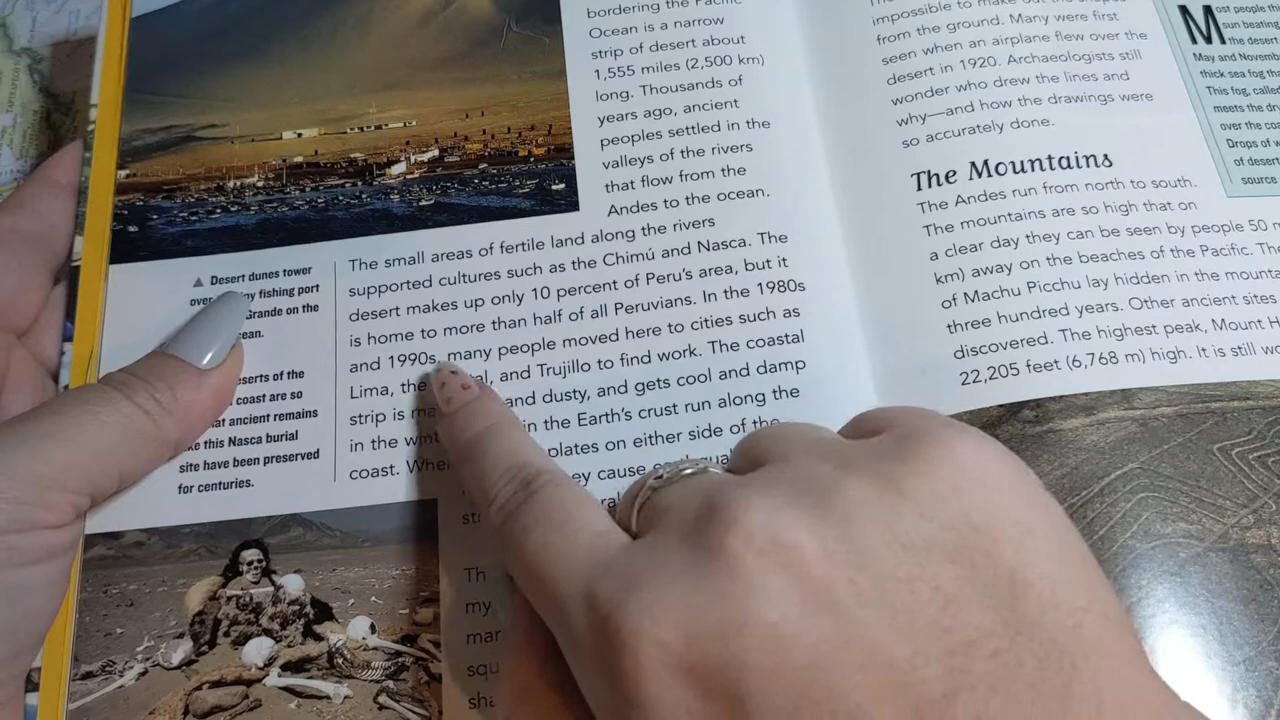 bordering the Pacific
Ocean is a narrow
strip of desert about
1,555 miles (2,500 km)
long. Thousands of
years ago, ancient
peoples settled in the
valleys of the rivers
that flow from the
Andes to the ocean.
The small areas of fertile land along the rivers
supported cultures such as the Chimú and Nasca. The
desert makes up only 10 percent of Peru's area, but it
is home to more than half of all Peruvians. In the 1980s
and 1990s, many people moved here to cities such as
Lima, the and Trujillo to find work. The coastal
strip is and dusty, and gets cool and damp
in the in the Earth's crust run along the
coast. plates on either side of the
cause
▲ Desert dunes tower
fishing port
Grande on the
of the
coast are so
ancient remains
this Nasca burial
site have been preserved
for centuries.
impossible to make out the shapes
from the ground. Many were first
seen when an airplane flew over the
desert in 1920. Archaeologists still
wonder who drew the lines and
why—and how the drawings were
so accurately done.
The Mountains
The Andes run from north to south.
The mountains are so high that on
a clear day they can be seen by people 50
km) away on the beaches of the Pacific.
of Machu Picchu lay hidden in the
three hundred years. Other ancient sites
discovered. The highest peak, Mount
22,205 feet (6,768 m) high. It is still
Most people
sun beating
the desert
May and
thick sea fog
This fog,
meets the
over the
Drops of
of desert
source